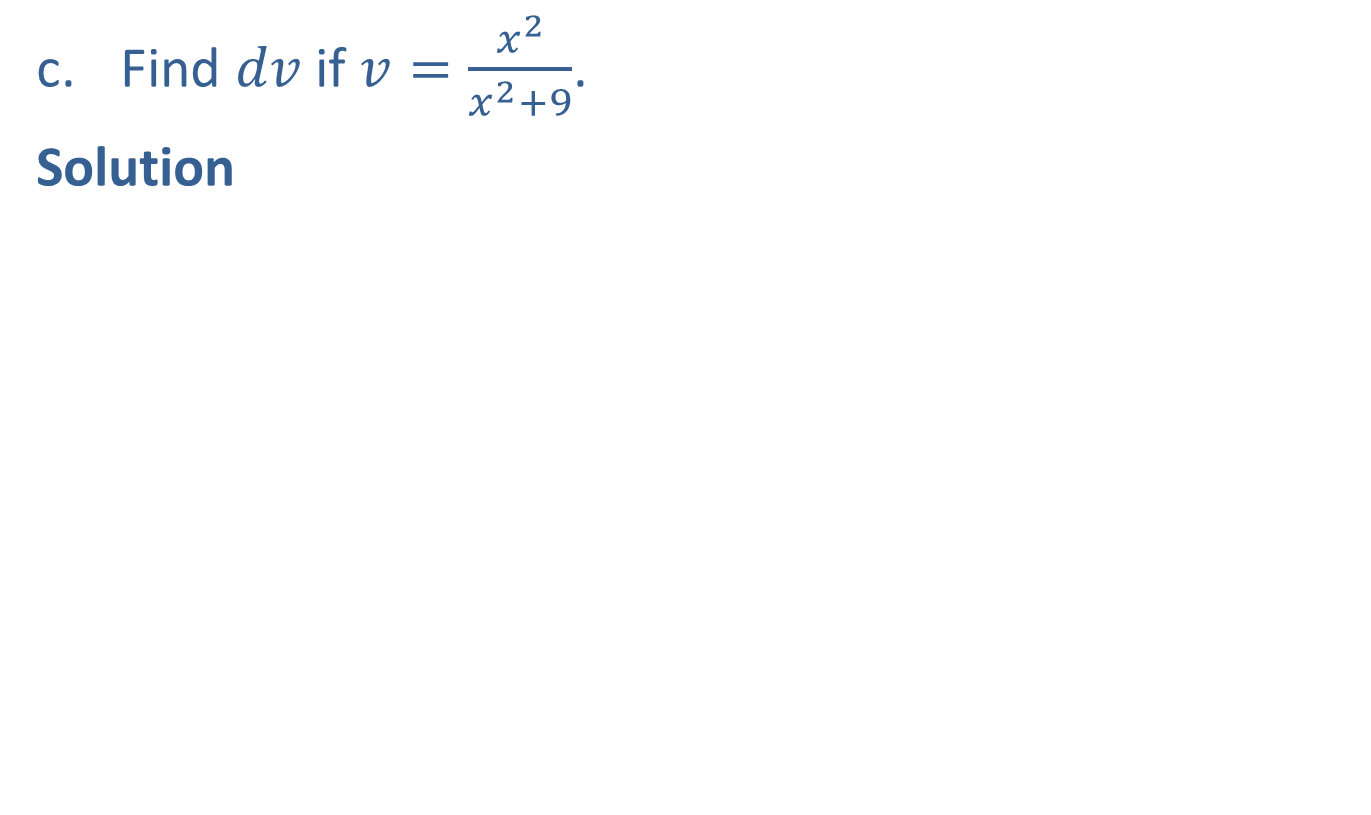 c. Find 𝑑𝑣 if 𝑣 = 𝑥²/(𝑥²+9).
Solution